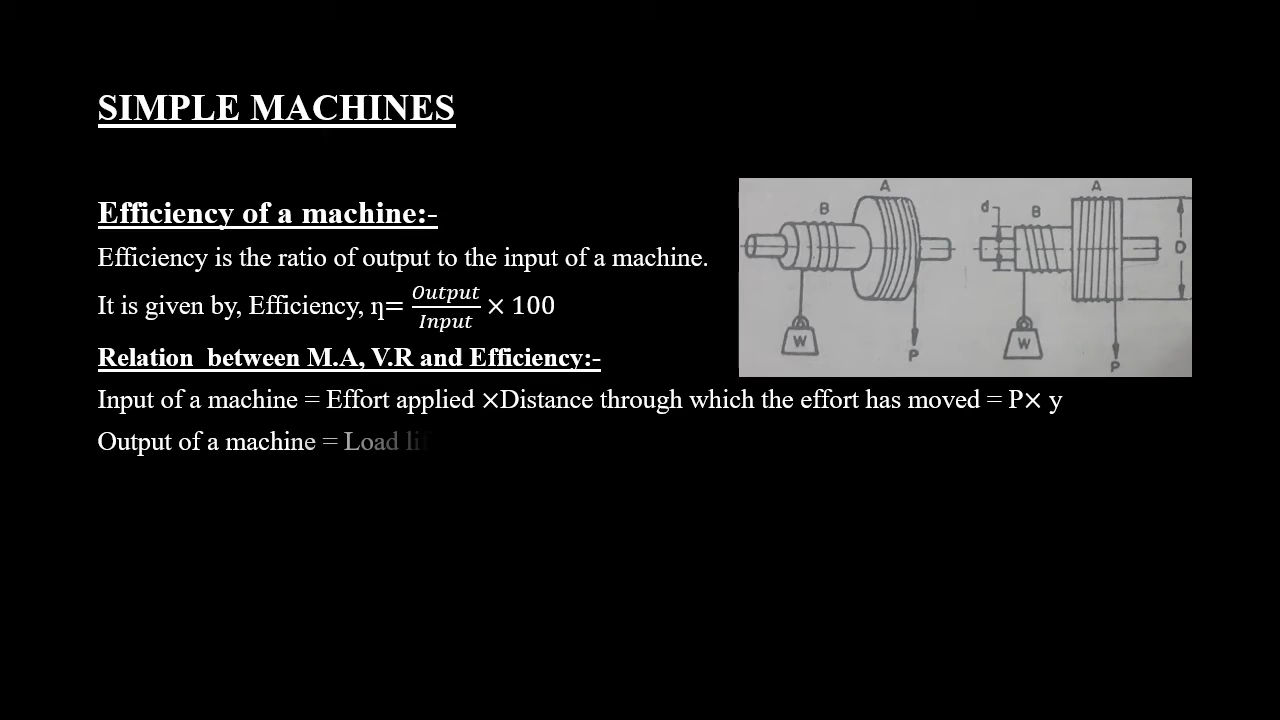 SIMPLE MACHINES
Efficiency of a machine:-
Efficiency is the ratio of output to the input of a machine.
It is given by, Efficiency, η= Output/Input × 100
Relation between M.A, V.R and Efficiency:-
Input of a machine = Effort applied ×Distance through which the effort has moved = P× y
Output of a machine = Load
A
B
W
P
A
d
B
D
W
P